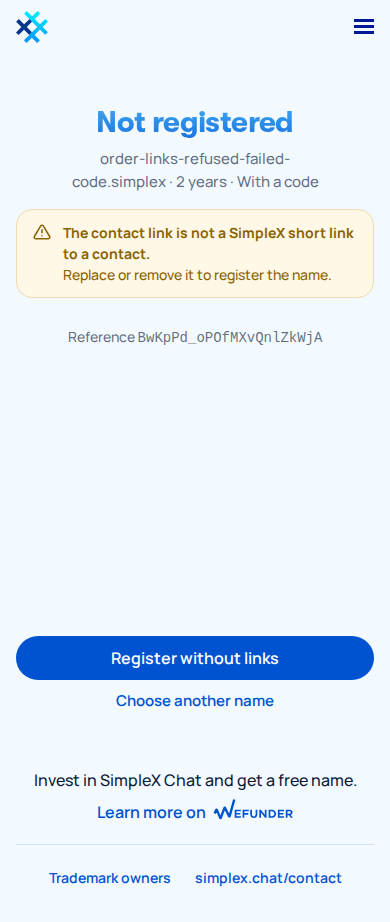 Not registered
order-links-refused-failed-
code.simplex · 2 years · With a code
The contact link is not a SimpleX short link
to a contact.
Replace or remove it to register the name.
Reference BwKpPd_oPOfMXvQnlZkWjA
Register without links
Choose another name
Invest in SimpleX Chat and get a free name.
Learn more on WEFUNDER
Trademark owners simplex.chat/contact